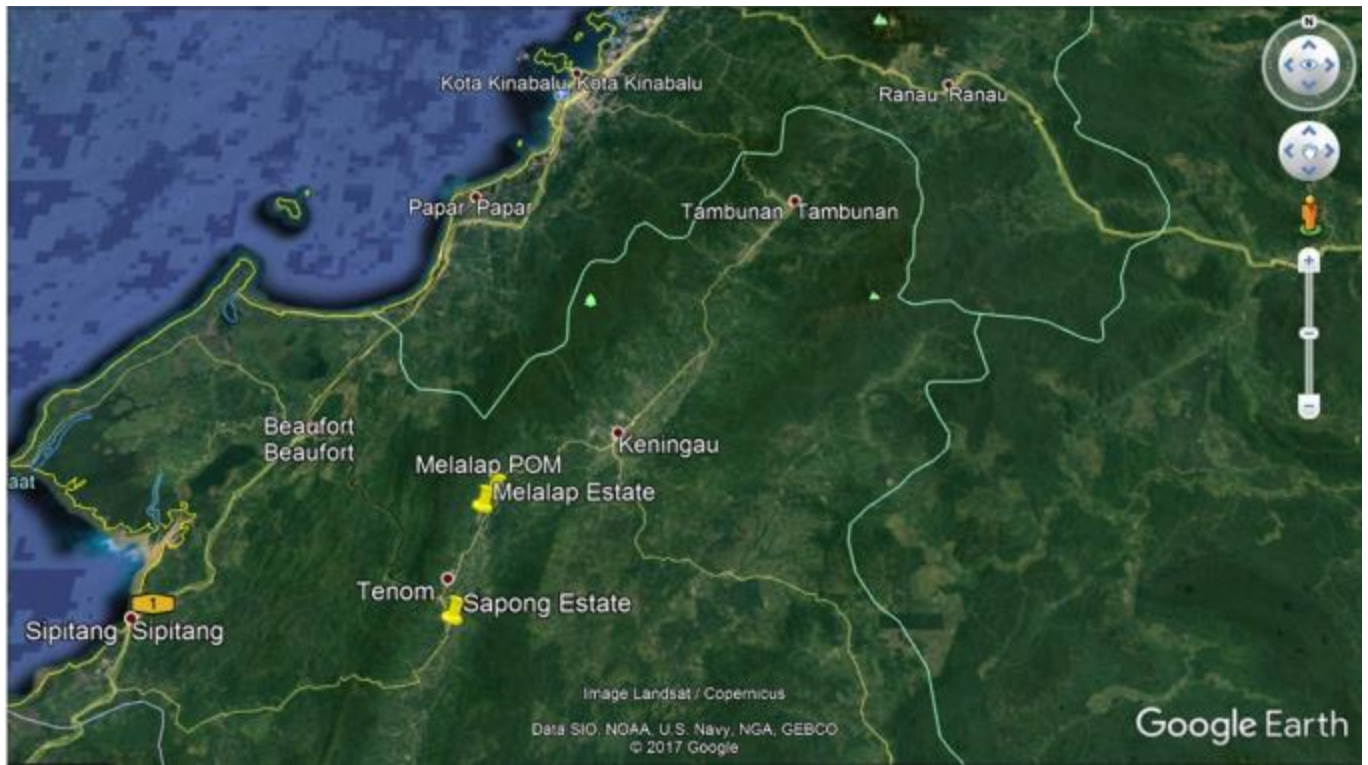 N
Kota Kinabalu Kota Kinabalu
Ranau Ranau
Papar Papar
Tambunan Tambunan
Beaufort
Beaufort
Keningau
Melalap POM
Melalap Estate
aat
Tenom
Sapong Estate
1
Sipitang Sipitang
Image Landsat / Copernicus
Data SIO, NOAA, U.S. Navy, NGA, GEBCO
© 2017 Google
Google Earth